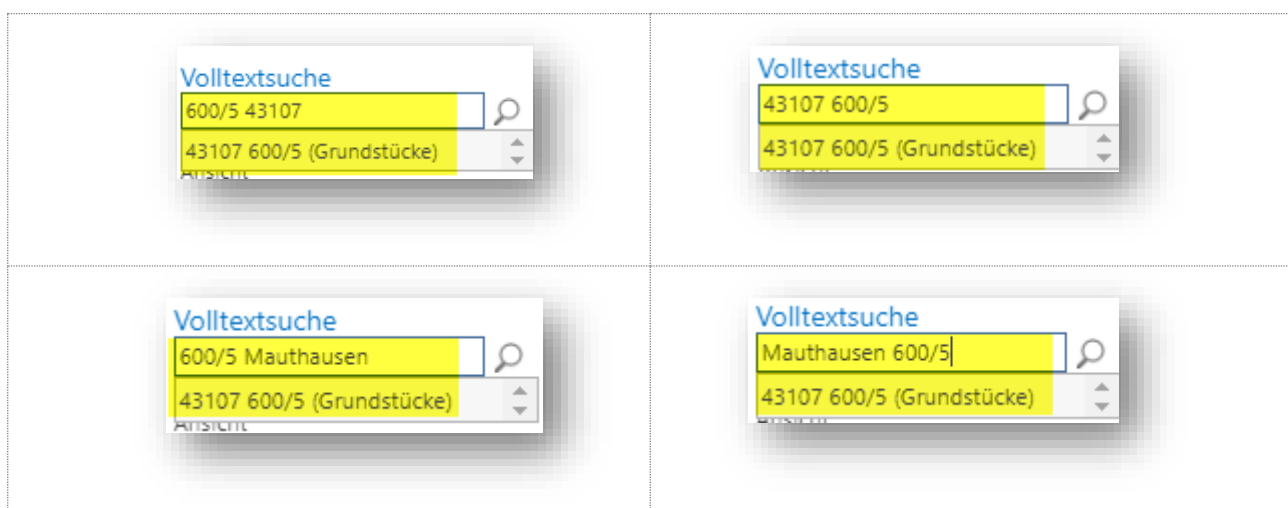 Volltextsuche
600/5 43107
43107 600/5 (Grundstücke)
Ansicht
Volltextsuche
43107 600/5
43107 600/5 (Grundstücke)
Volltextsuche
600/5 Mauthausen
43107 600/5 (Grundstücke)
Ansicht
Volltextsuche
Mauthausen 600/5
43107 600/5 (Grundstücke)